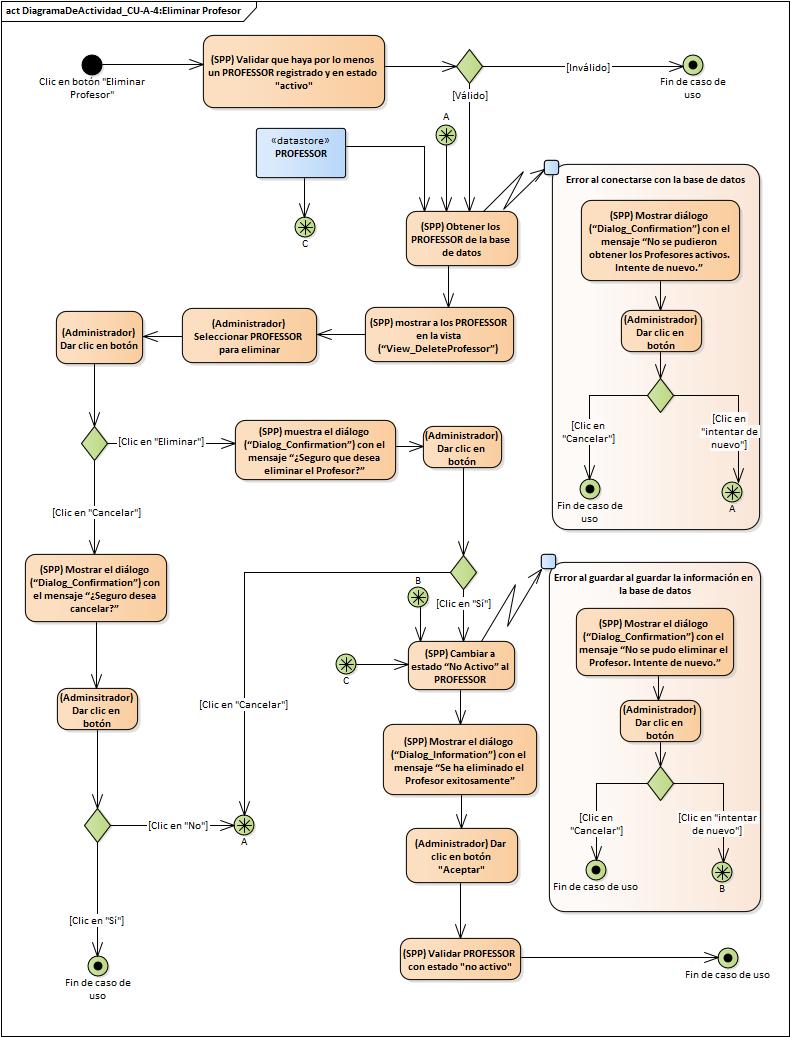 act DiagramaDeActividad_CU-A-4:Eliminar Profesor
Clic en botón "Eliminar
Profesor"
(SPP) Validar que haya por lo menos
un PROFESSOR registrado y en estado
"activo"
[Inválido]
Fin de caso de
uso
[Válido]
A
«datastore»
PROFESSOR
C
(SPP) Obtener los
PROFESSOR de la base
de datos
Error al conectarse con la base de datos
(SPP) Mostrar diálogo
(“Dialog_Confirmation”) con el
mensaje “No se pudieron
obtener los Profesores activos.
Intente de nuevo.”
(Administrador)
Dar clic en
botón
[Clic en
"Cancelar"]
[Clic en
"intentar de
nuevo"]
Fin de caso de
uso
A
(SPP) mostrar a los PROFESSOR
en la vista
(“View_DeleteProfessor”)
(Administrador)
Seleccionar PROFESSOR
para eliminar
(Administrador)
Dar clic en botón
[Clic en "Eliminar"]
(SPP) muestra el diálogo
(“Dialog_Confirmation”) con el
mensaje “¿Seguro que desea
eliminar el Profesor?”
(Administrador)
Dar clic en
botón
[Clic en "Cancelar"]
(SPP) Mostrar el diálogo
(“Dialog_Confirmation”) con
el mensaje “¿Seguro desea
cancelar?”
B
[Clic en "Sí"]
Error al guardar al guardar la información en
la base de datos
(SPP) Mostrar el diálogo
(“Dialog_Confirmation”) con el
mensaje “No se pudo eliminar el
Profesor. Intente de nuevo.”
(Administrador)
Dar clic en
botón
[Clic en
"Cancelar"]
[Clic en "intentar
de nuevo"]
Fin de caso de uso
B
C
(SPP) Cambiar a
estado “No Activo” al
PROFESSOR
[Clic en "Cancelar"]
(Adminsitrador)
Dar clic en
botón
(SPP) Mostrar el diálogo
(“Dialog_Information”) con el
mensaje “Se ha eliminado el
Profesor exitosamente”
[Clic en "No"]
A
(Administrador) Dar
clic en botón
"Aceptar"
[Clic en "Sí"]
Fin de caso de
uso
(SPP) Validar PROFESSOR
con estado "no activo"
Fin de caso de uso